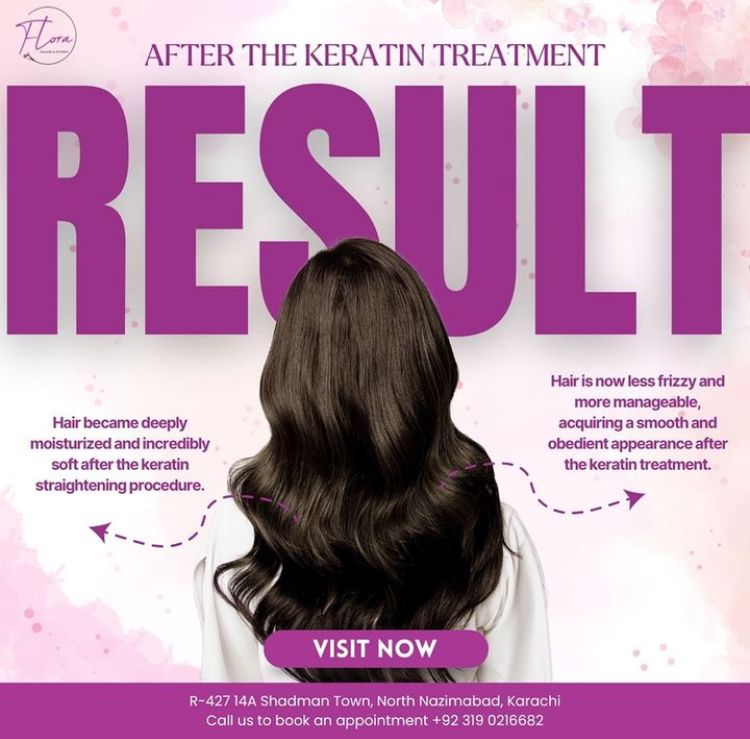 Flora
SALON & STUDIO
AFTER THE KERATIN TREATMENT
RESULT
Hair became deeply
moisturized and incredibly
soft after the keratin
straightening procedure.
Hair is now less frizzy and
more manageable,
acquiring a smooth and
obedient appearance after
the keratin treatment.
VISIT NOW
R-427 14A Shadman Town, North Nazimabad, Karachi
Call us to book an appointment +92 319 0216682